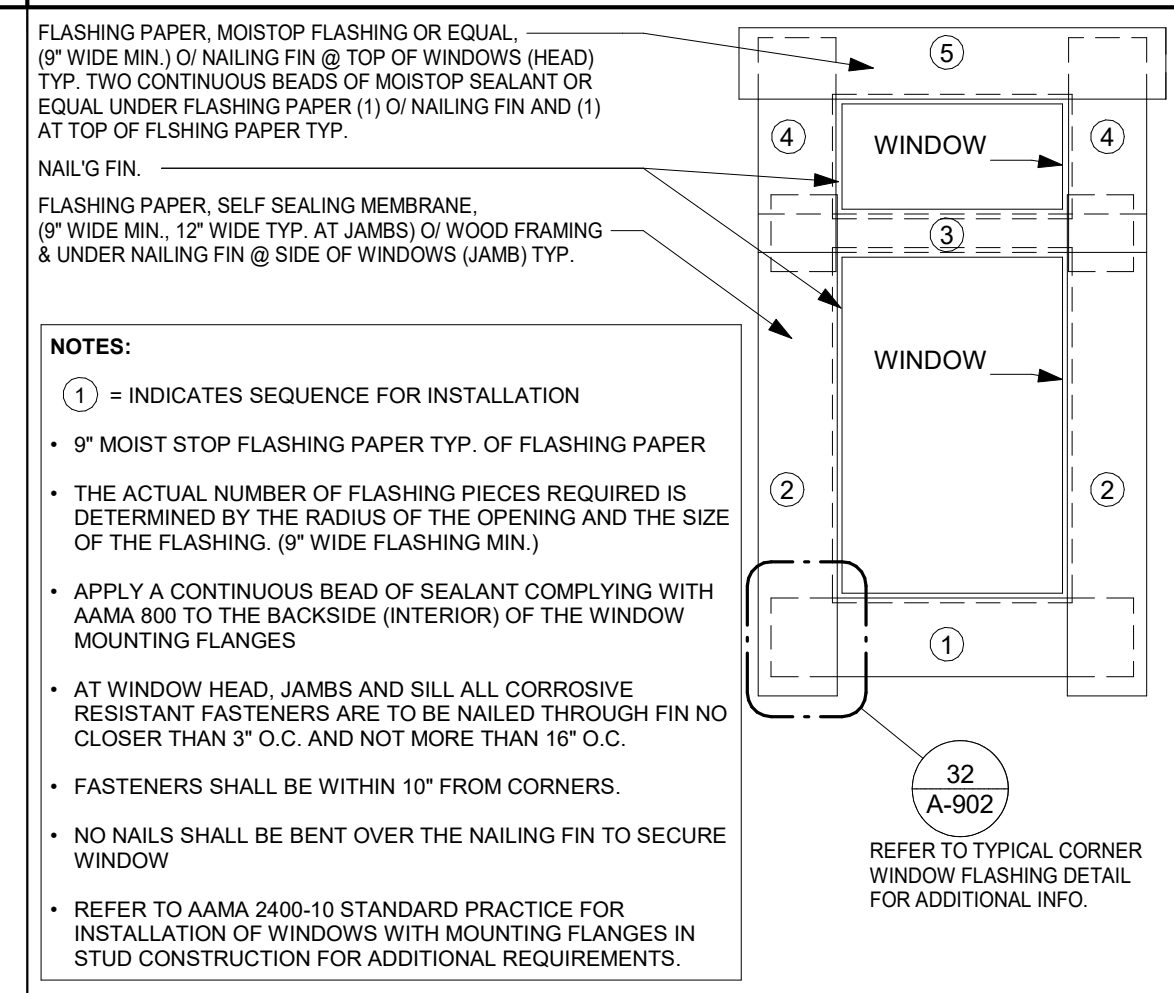 FLASHING PAPER, MOISTOP FLASHING OR EQUAL,
(9" WIDE MIN.) O/ NAILING FIN @ TOP OF WINDOWS (HEAD)
TYP. TWO CONTINUOUS BEADS OF MOISTOP SEALANT OR
EQUAL UNDER FLASHING PAPER (1) O/ NAILING FIN AND (1)
AT TOP OF FLSHING PAPER TYP.
NAIL'G FIN.
FLASHING PAPER, SELF SEALING MEMBRANE,
(9" WIDE MIN., 12" WIDE TYP. AT JAMBS) O/ WOOD FRAMING
& UNDER NAILING FIN @ SIDE OF WINDOWS (JAMB) TYP.
NOTES:
1 = INDICATES SEQUENCE FOR INSTALLATION
• 9" MOIST STOP FLASHING PAPER TYP. OF FLASHING PAPER
• THE ACTUAL NUMBER OF FLASHING PIECES REQUIRED IS
DETERMINED BY THE RADIUS OF THE OPENING AND THE SIZE
OF THE FLASHING. (9" WIDE FLASHING MIN.)
• APPLY A CONTINUOUS BEAD OF SEALANT COMPLYING WITH
AAMA 800 TO THE BACKSIDE (INTERIOR) OF THE WINDOW
MOUNTING FLANGES
• AT WINDOW HEAD, JAMBS AND SILL ALL CORROSIVE
RESISTANT FASTENERS ARE TO BE NAILED THROUGH FIN NO
CLOSER THAN 3" O.C. AND NOT MORE THAN 16" O.C.
• FASTENERS SHALL BE WITHIN 10" FROM CORNERS.
• NO NAILS SHALL BE BENT OVER THE NAILING FIN TO SECURE
WINDOW
• REFER TO AAMA 2400-10 STANDARD PRACTICE FOR
INSTALLATION OF WINDOWS WITH MOUNTING FLANGES IN
STUD CONSTRUCTION FOR ADDITIONAL REQUIREMENTS.
5
4 WINDOW 4
3
WINDOW
2 2
1
32
A-902
REFER TO TYPICAL CORNER
WINDOW FLASHING DETAIL
FOR ADDITIONAL INFO.